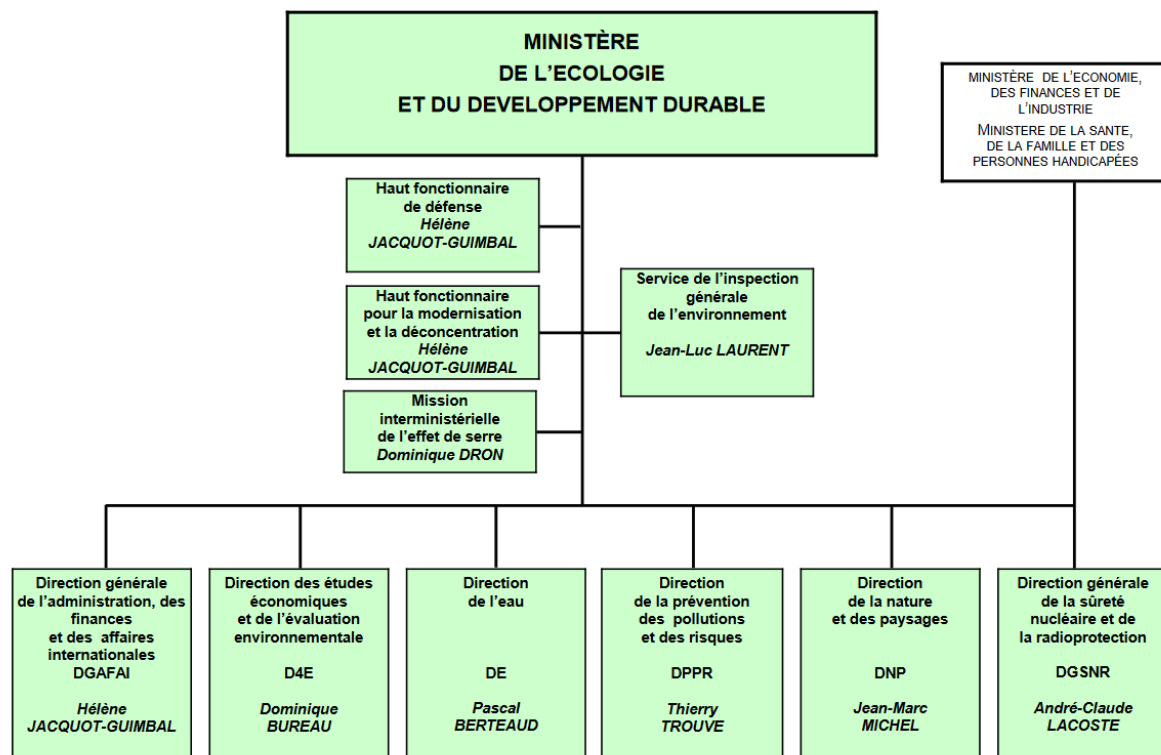 MINISTÈRE
DE L'ECOLOGIE
ET DU DEVELOPPEMENT DURABLE
MINISTÈRE DE L'ECONOMIE,
DES FINANCES ET DE
L'INDUSTRIE
MINISTERE DE LA SANTE,
DE LA FAMILLE ET DES
PERSONNES HANDICAPÉES
Haut fonctionnaire
de défense
Hélène
JACQUOT-GUIMBAL
Haut fonctionnaire
pour la modernisation
et la déconcentration
Hélène
JACQUOT-GUIMBAL
Service de l'inspection
générale
de l'environnement
Jean-Luc LAURENT
Mission
interministérielle
de l'effet de serre
Dominique DRON
Direction générale
de l'administration, des
finances
et des affaires
internationales
DGAFAI
Hélène
JACQUOT-GUIMBAL
Direction des études
économiques
et de l'évaluation
environnementale
D4E
Dominique
BUREAU
Direction
de l'eau
DE
Pascal
BERTEAUD
Direction
de la prévention
des pollutions
et des risques
DPPR
Thierry
TROUVE
Direction
de la nature
et des paysages
DNP
Jean-Marc
MICHEL
Direction générale
de la sûreté
nucléaire et de
la radioprotection
DGSNR
André-Claude
LACOSTE